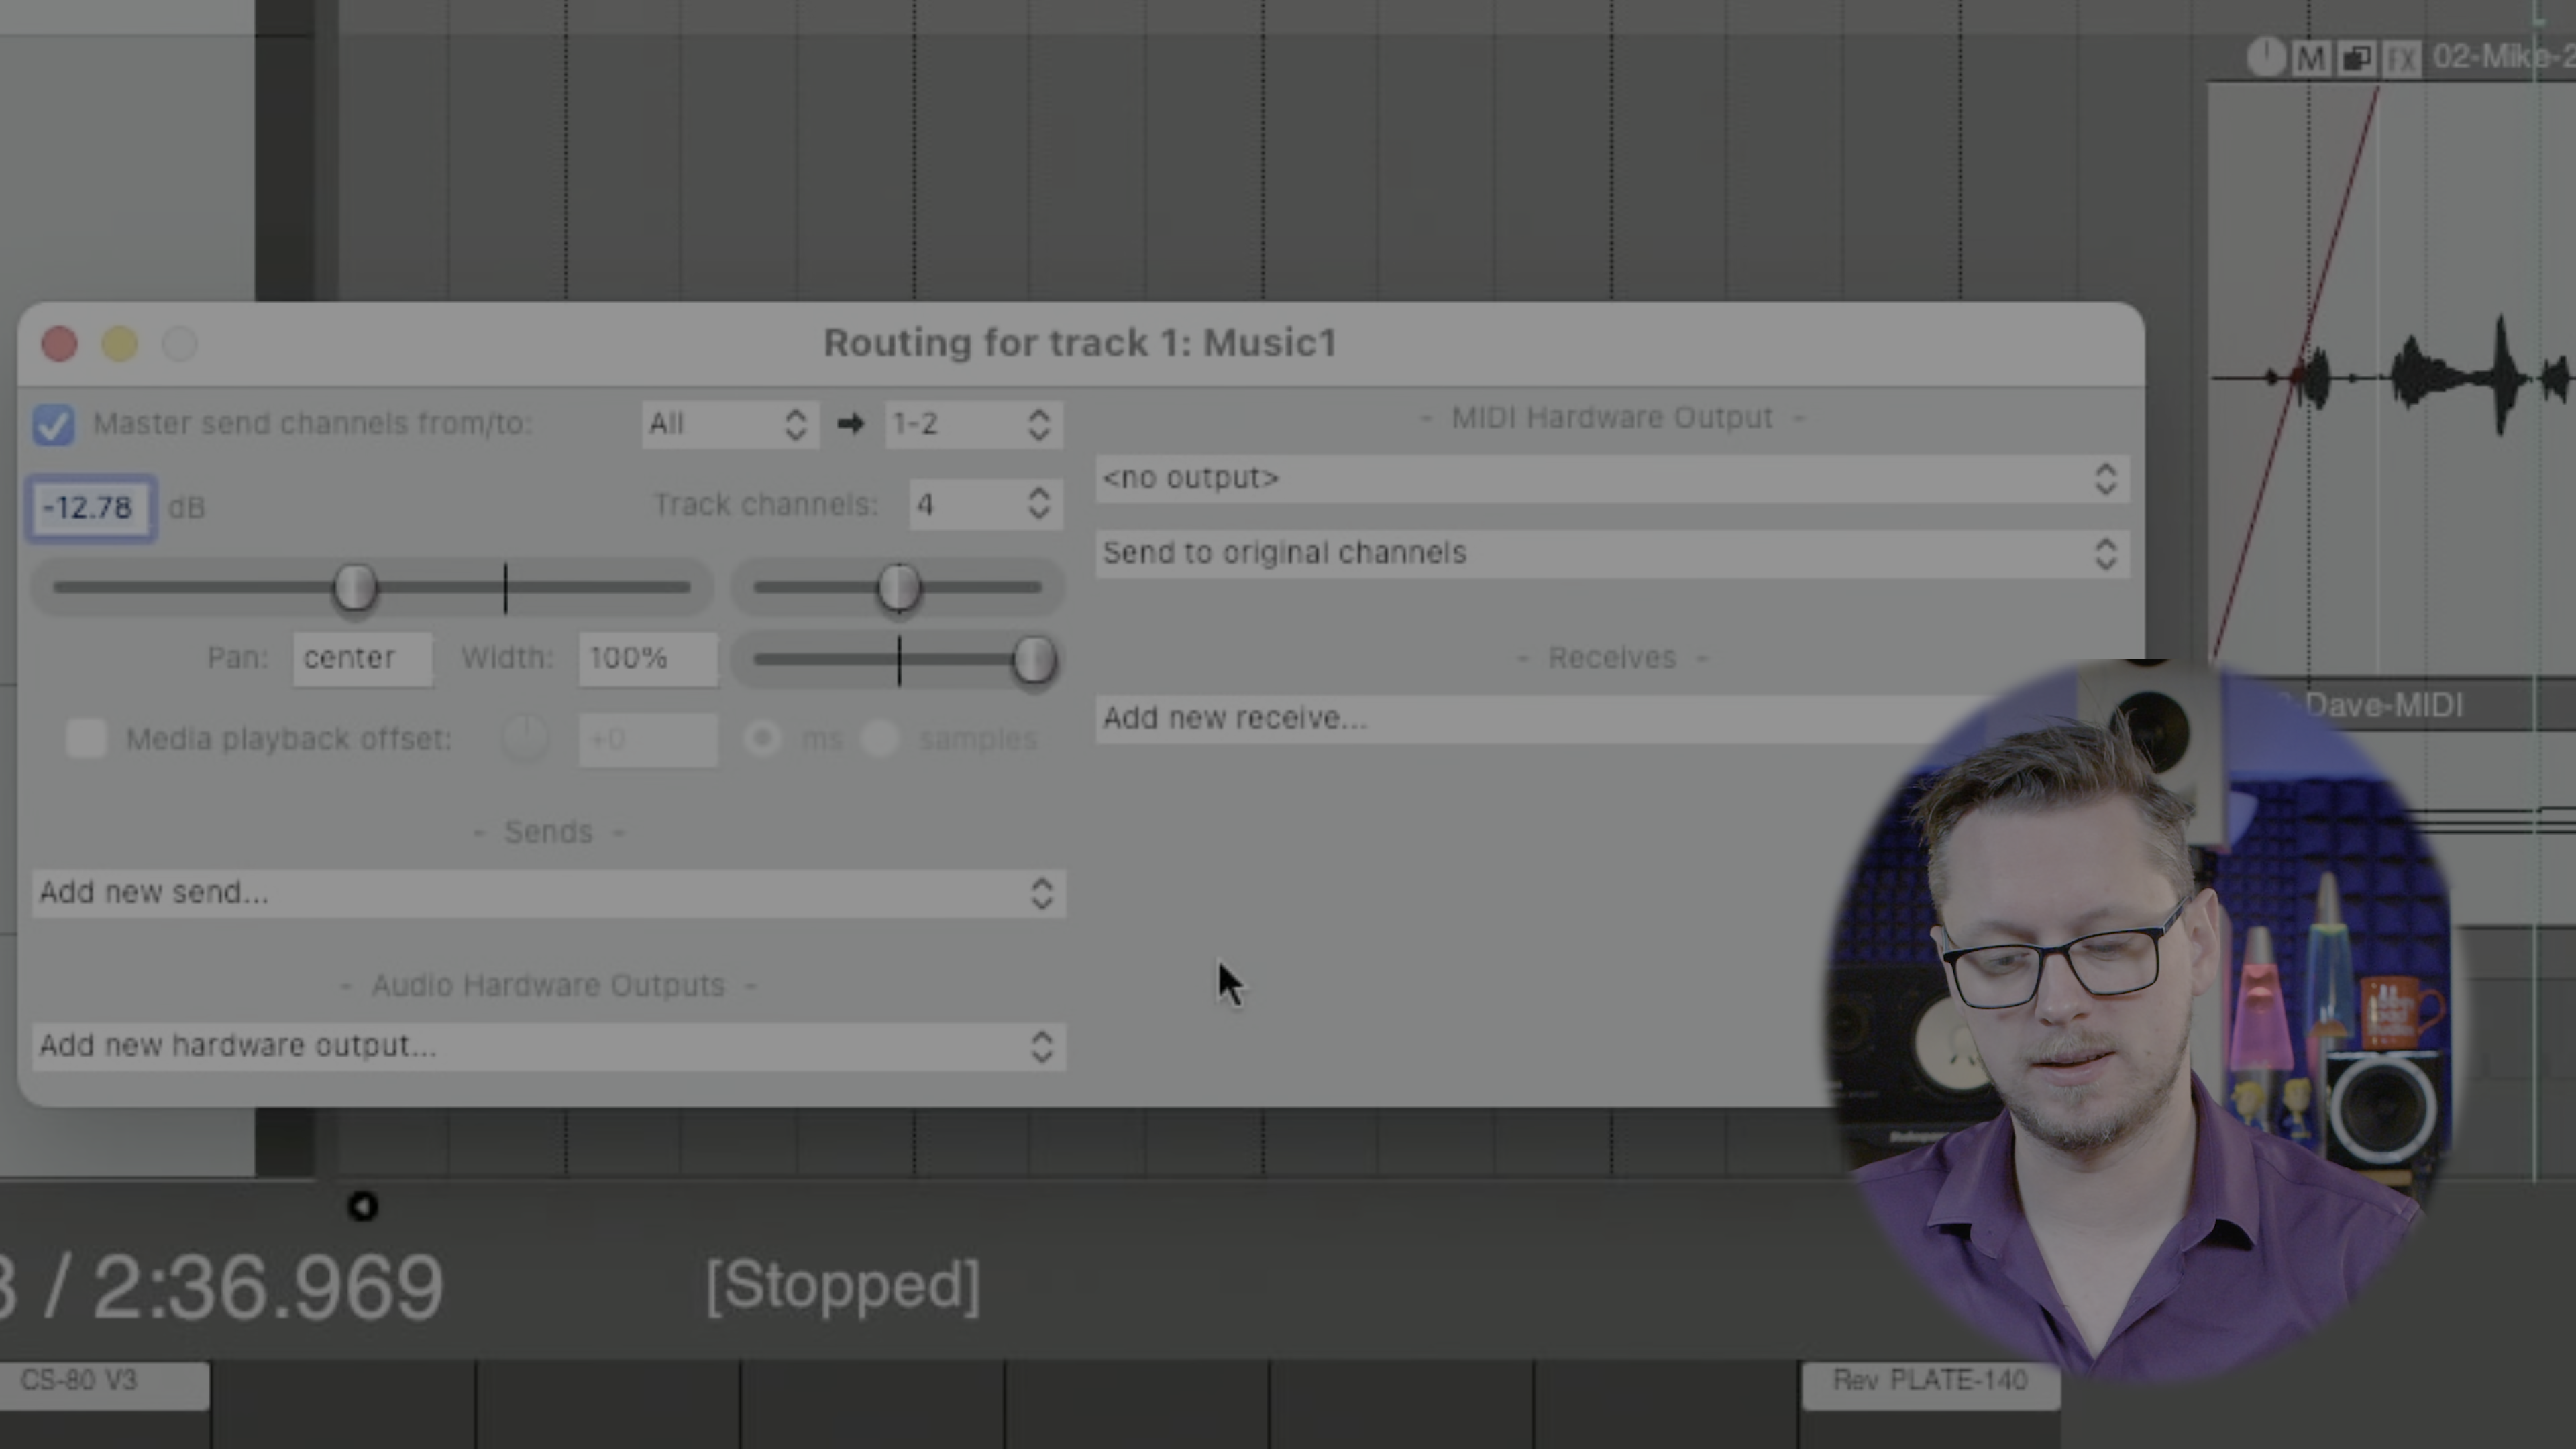 M FX 02-Mike-2
Routing for track 1: Music1
Master send channels from/to: All 1-2
- MIDI Hardware Output -
<no output>
-12.78 dB Track channels: 4
Send to original channels
Pan: center Width: 100%
- Receives -
Add new receive...
-Dave-MIDI
Media playback offset: +0 ms samples
- Sends -
Add new send...
- Audio Hardware Outputs -
Add new hardware output...
/ 2:36.969 [Stopped]
CS-80 V3
Rev PLATE-140